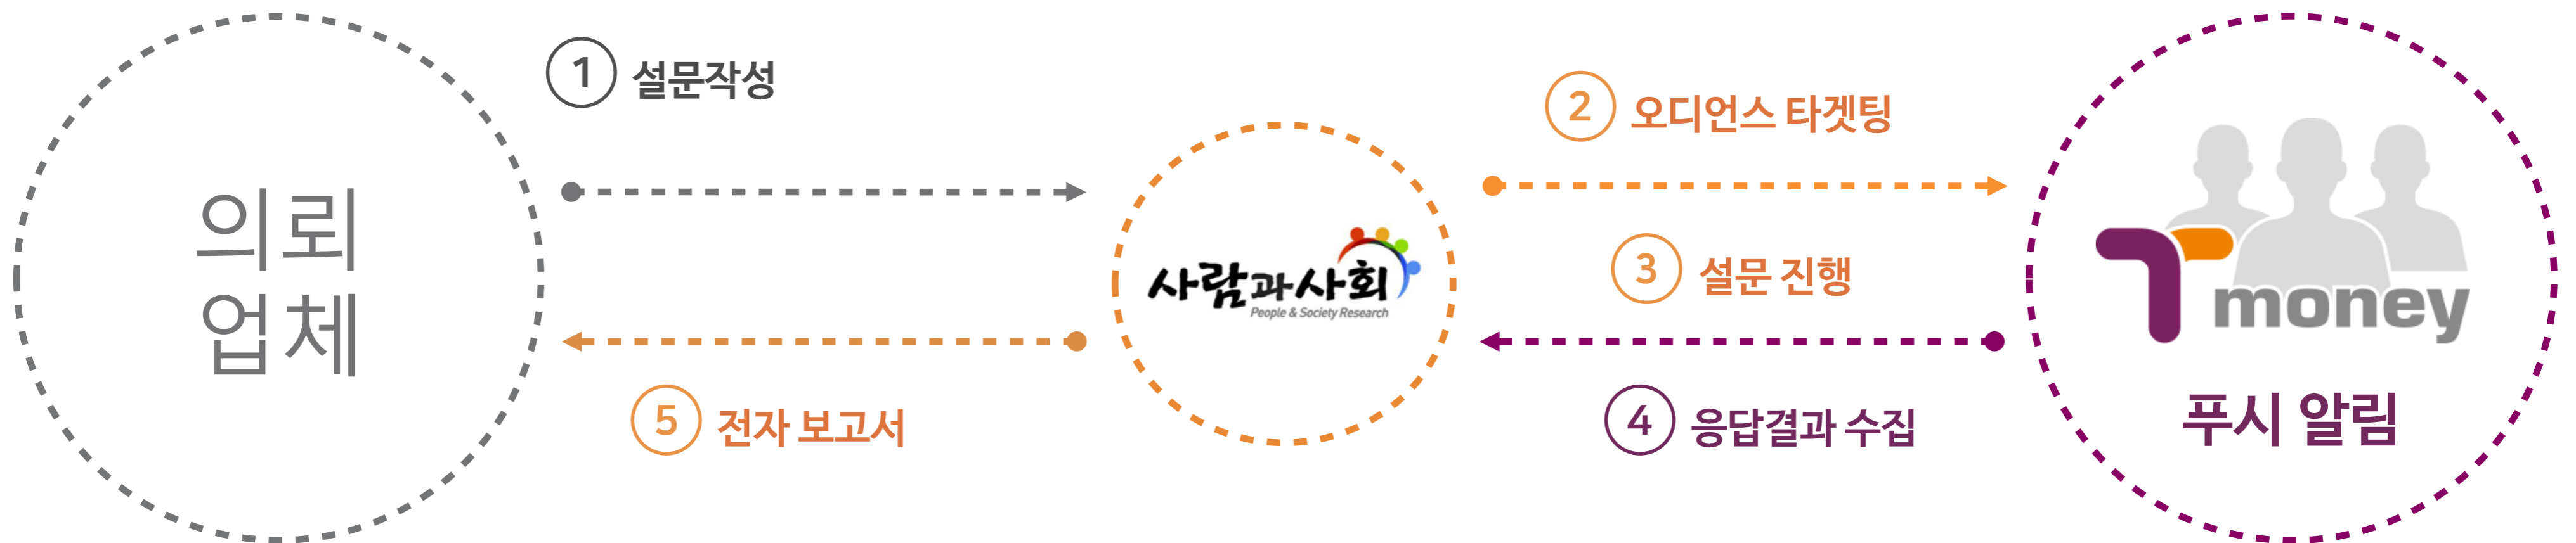 의뢰
업체
1 설문작성
5 전자 보고서
사람과사회
People & Society Research
2 오디언스 타겟팅
3 설문 진행
4 응답결과 수집
T money
푸시 알림